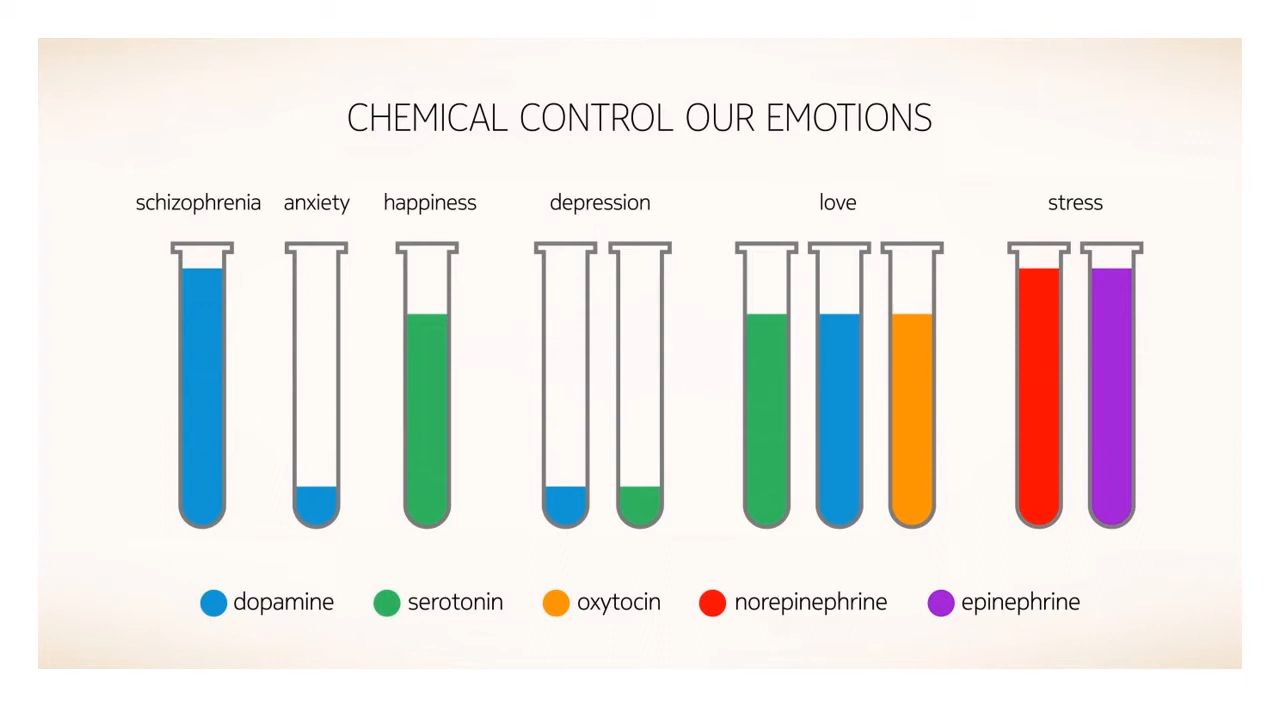 CHEMICAL CONTROL OUR EMOTIONS
schizophrenia anxiety happiness depression love stress
dopamine serotonin oxytocin norepinephrine epinephrine